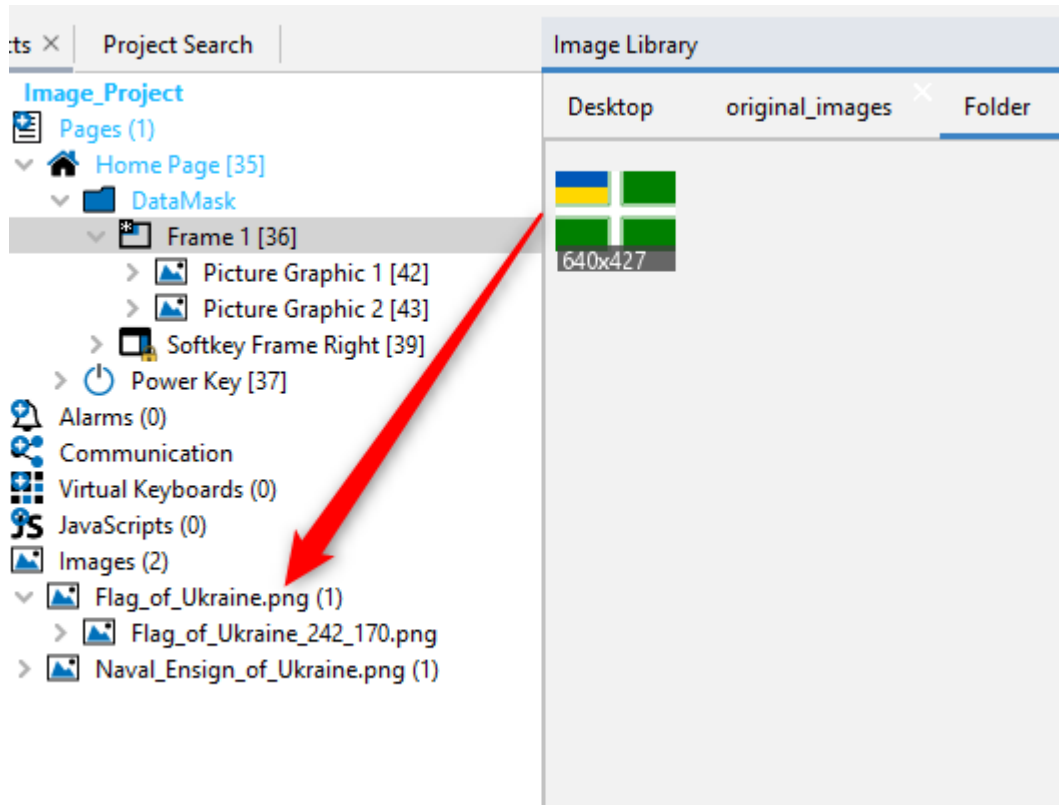 ts
Project Search
Image_Project
Pages (1)
Home Page [35]
DataMask
Frame 1 [36]
Picture Graphic 1 [42]
Picture Graphic 2 [43]
Softkey Frame Right [39]
Power Key [37]
Alarms (0)
Communication
Virtual Keyboards (0)
JavaScripts (0)
Images (2)
Flag_of_Ukraine.png (1)
Flag_of_Ukraine_242_170.png
Naval_Ensign_of_Ukraine.png (1)
Image Library
Desktop original_images Folder
640x427